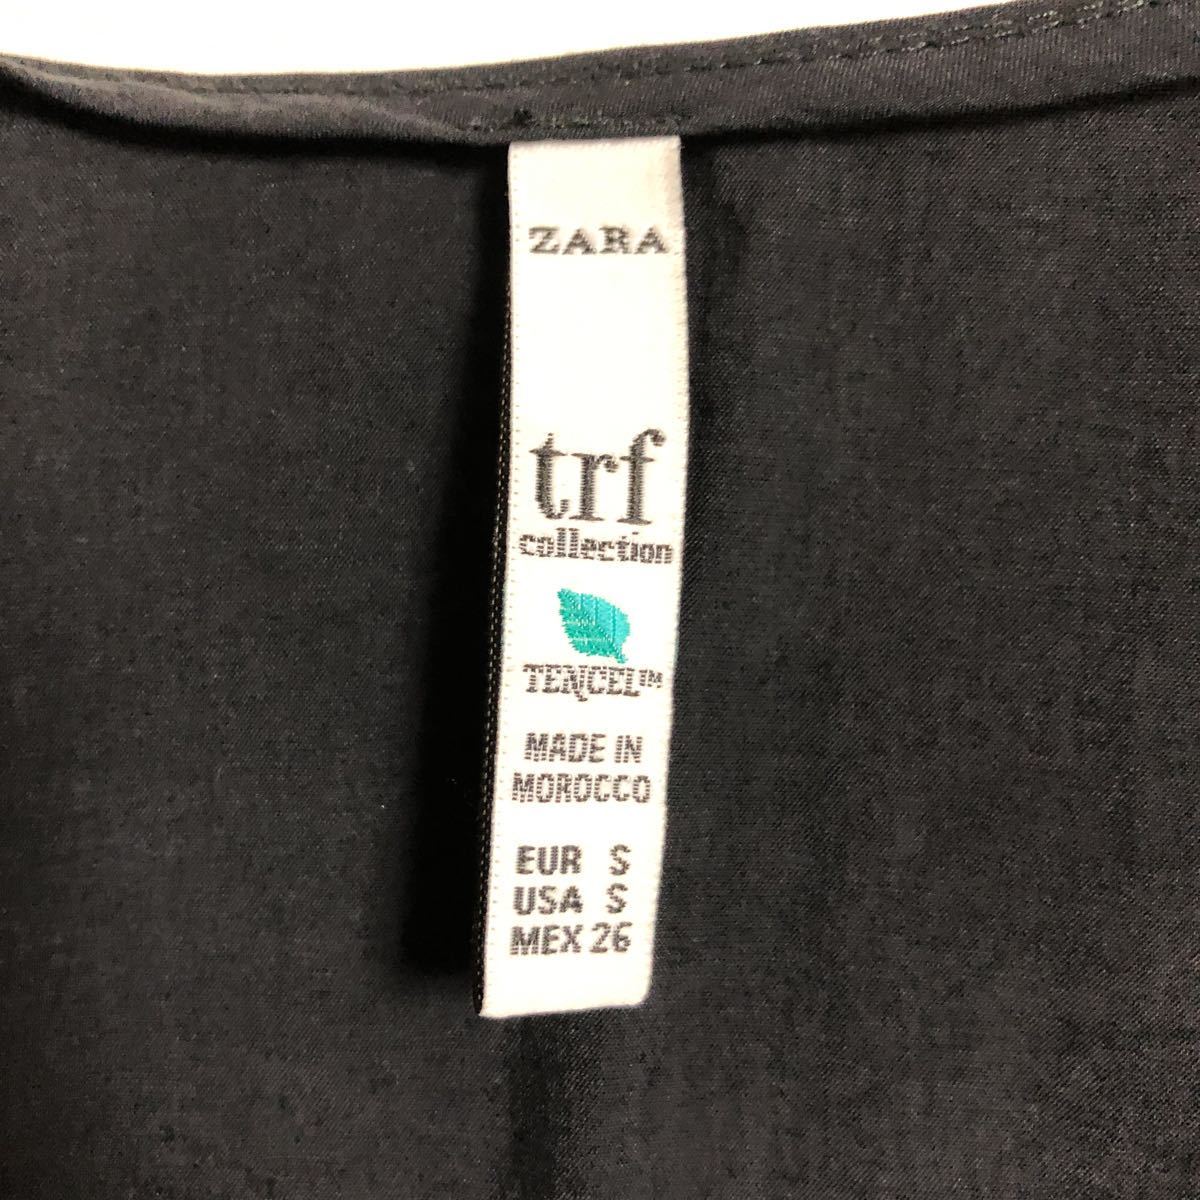 ZARA
trf
collection
TENCEL™
MADE IN
MOROCCO
EUR S
USA S
MEX 26